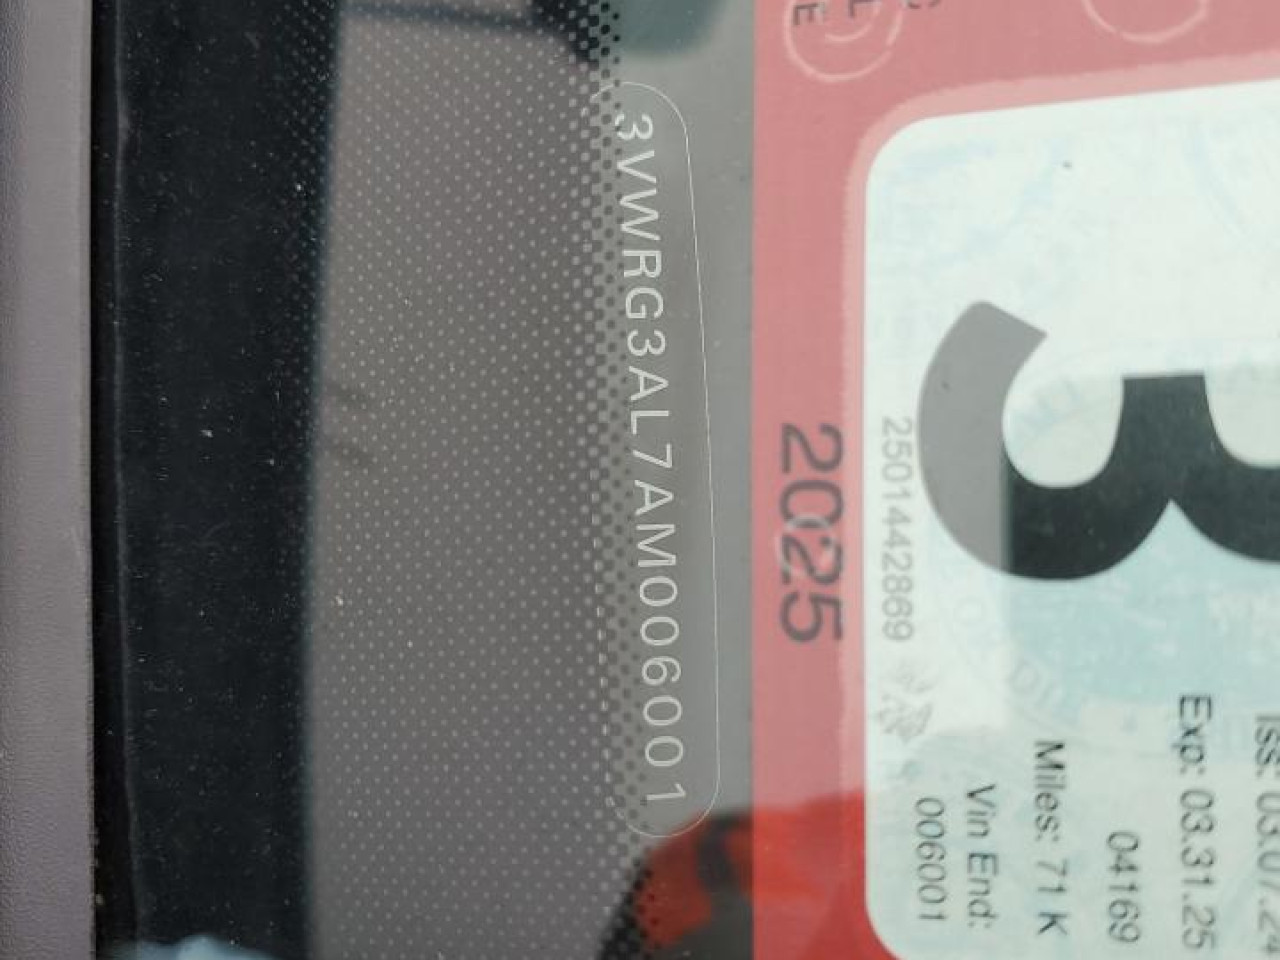 3VWRG3AL7AM006001
2025
2501442869
3
Exp: 03.31.25
04169
Miles: 71 K
Vin End:
006001